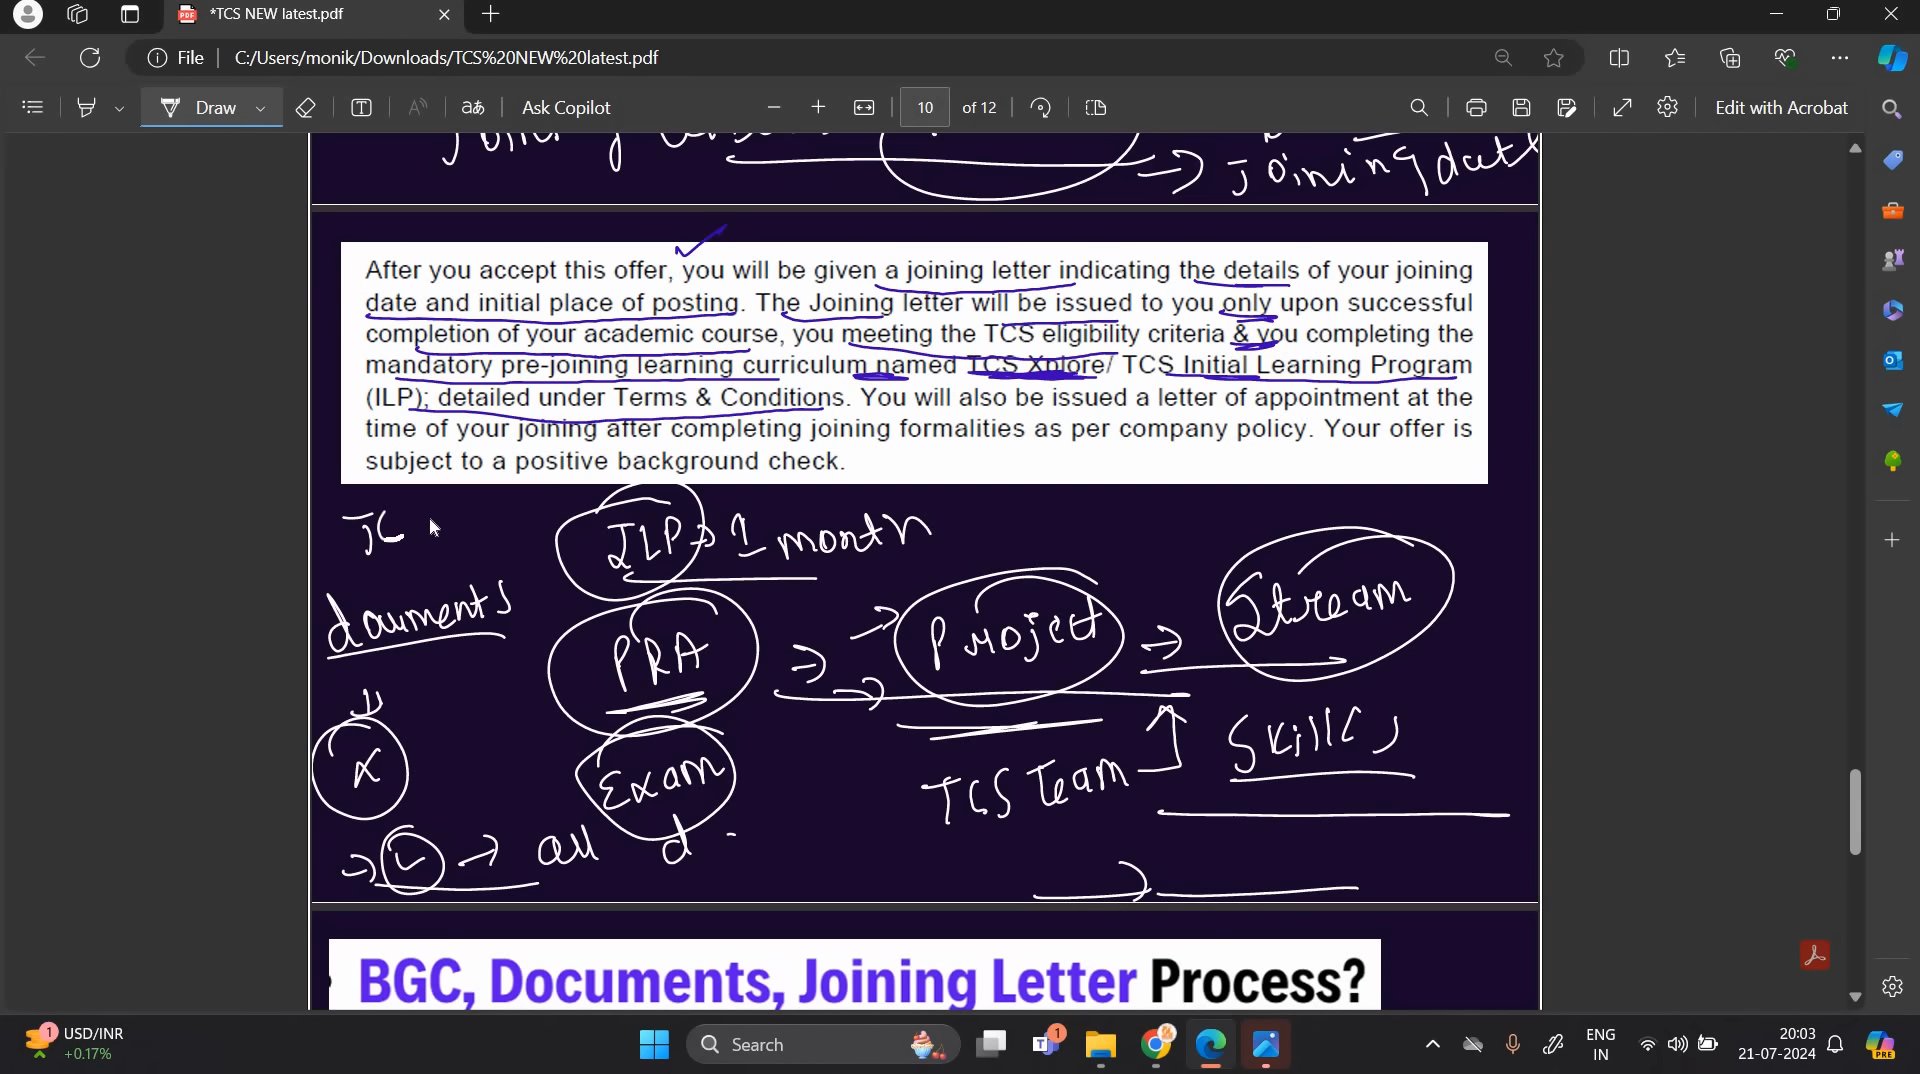 *TCS NEW latest.pdf
File
C:/Users/monik/Downloads/TCS%20NEW%20latest.pdf
Draw
Ask Copilot
10 of 12
Edit with Acrobat
Joining
Joining date
After you accept this offer, you will be given a joining letter indicating the details of your joining
date and initial place of posting. The Joining letter will be issued to you only upon successful
completion of your academic course, you meeting the TCS eligibility criteria & you completing the
mandatory pre-joining learning curriculum named TCS Xplore/ TCS Initial Learning Program
(ILP); detailed under Terms & Conditions. You will also be issued a letter of appointment at the
time of your joining after completing joining formalities as per company policy. Your offer is
subject to a positive background check.
JL
ILP → 1 month
douments
PRA → Project → Stream
X
Exam
TCS Team
Skill(s)
→ all d
BGC, Documents, Joining Letter Process?
USD/INR
+0.17%
Search
ENG
IN
20:03
21-07-2024